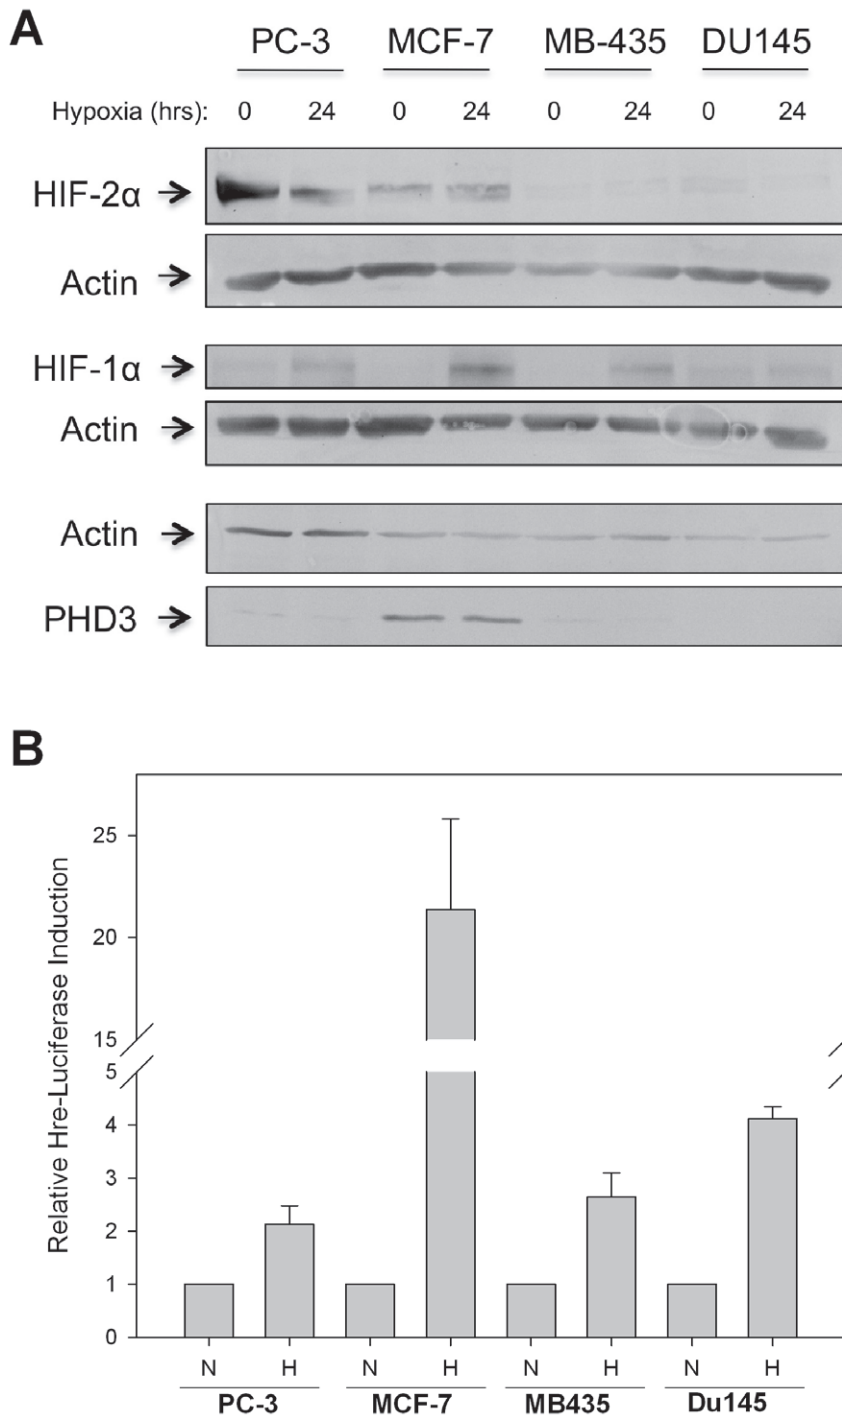 A
PC-3 MCF-7 MB-435 DU145
Hypoxia (hrs): 0 24 0 24 0 24 0 24
HIF-2α
Actin
HIF-1α
Actin
Actin
PHD3
B
Relative Hre-Luciferase Induction
25
20
15
5
4
3
2
1
0
N H N H N H N H
PC-3 MCF-7 MB435 Du145